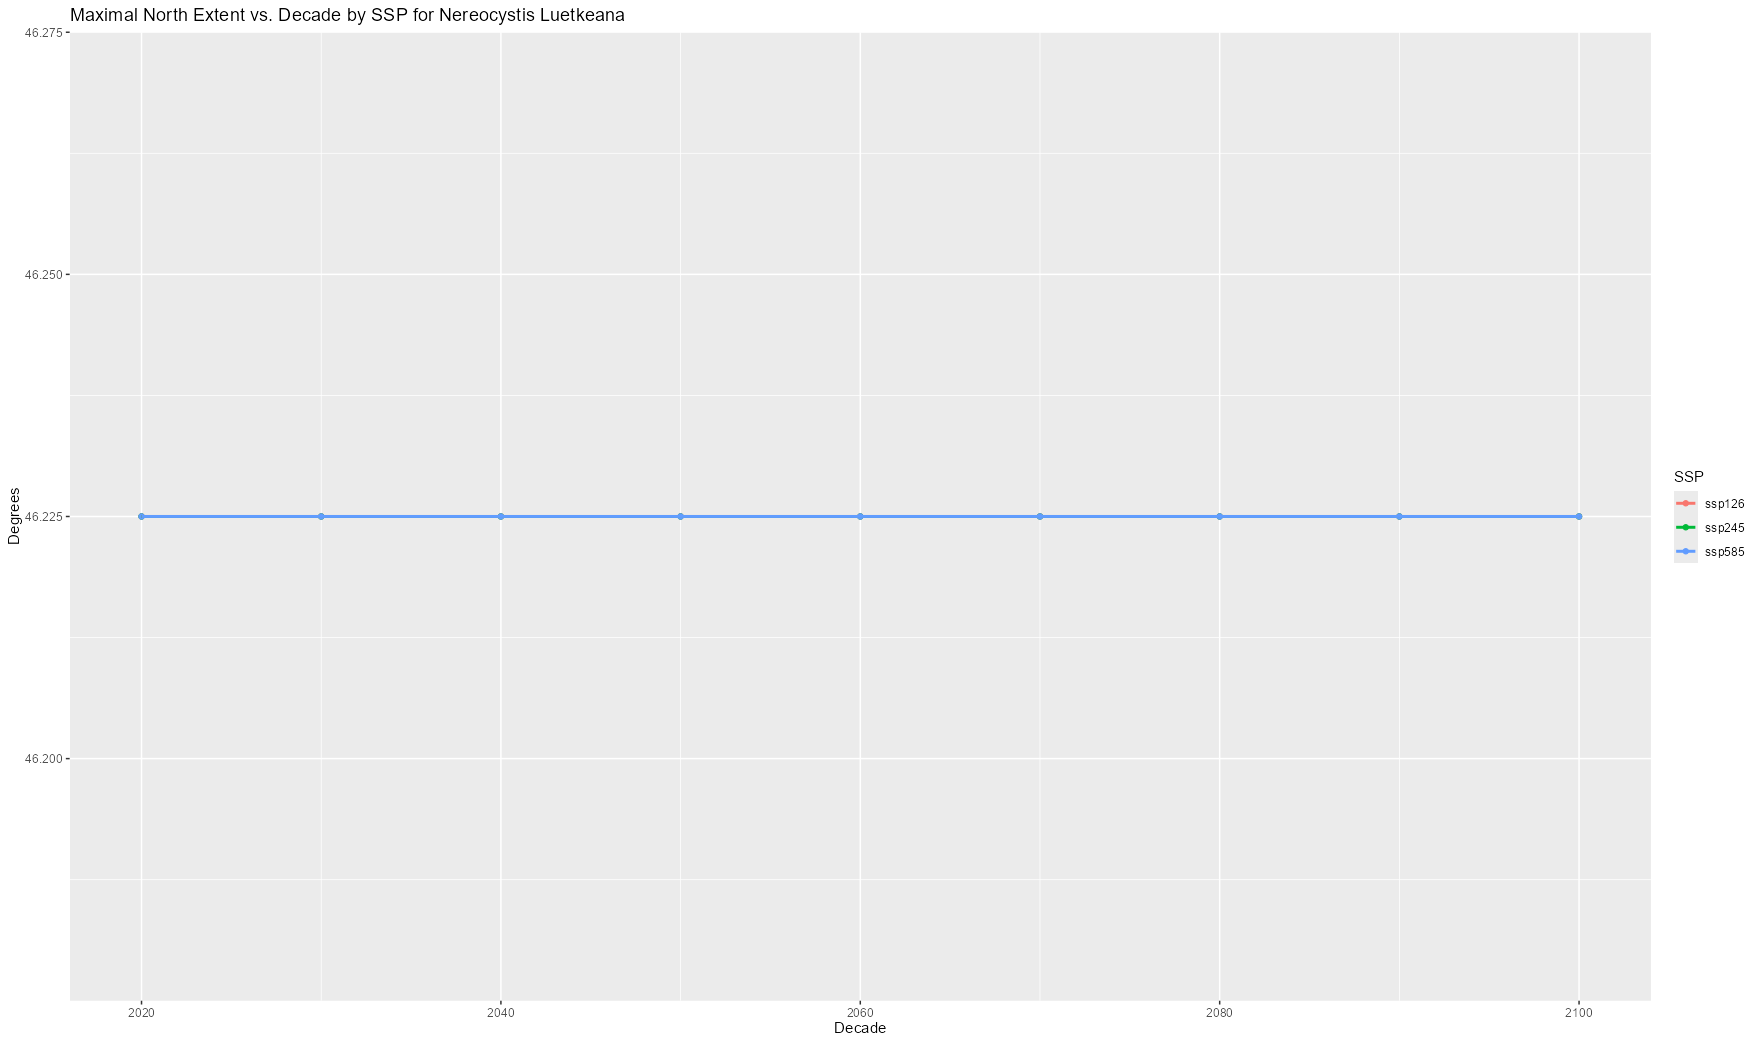 Maximal North Extent vs. Decade by SSP for Nereocystis Luetkeana
46.275
46.250
46.225
46.200
Degrees
2020
2040
2060
2080
2100
Decade
SSP
ssp126
ssp245
ssp585